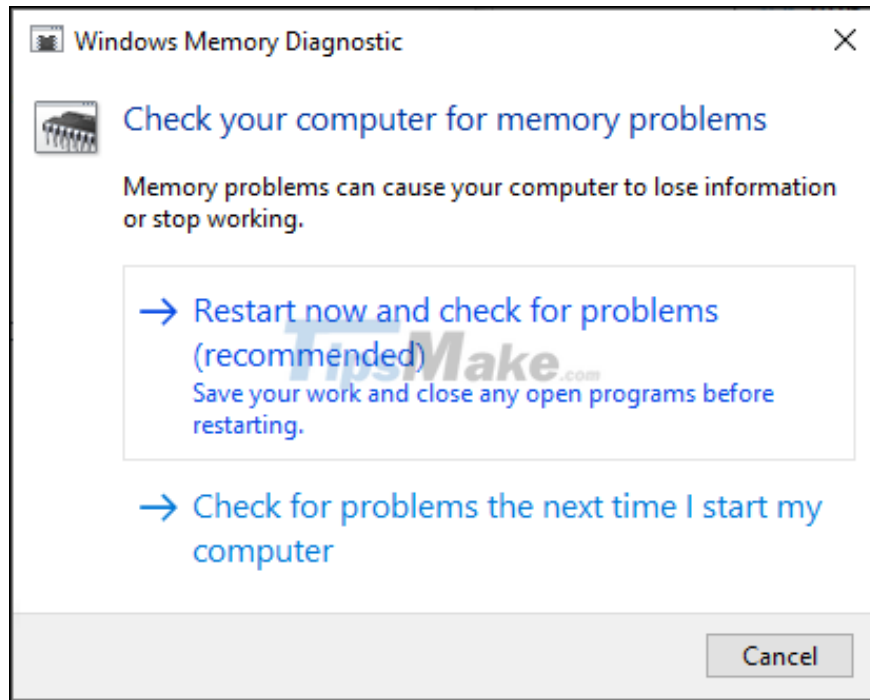 Windows Memory Diagnostic
Check your computer for memory problems
Memory problems can cause your computer to lose information
or stop working.
Restart now and check for problems
(recommended)
TipsMake.com
Save your work and close any open programs before
restarting.
Check for problems the next time I start my
computer
Cancel